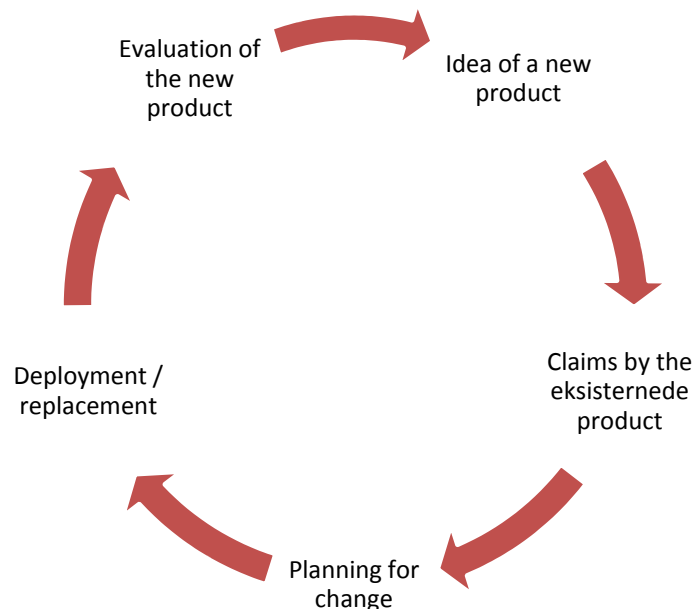 Evaluation of
the new
product
Idea of a new
product
Claims by the
eksisternede
product
Planning for
change
Deployment /
replacement